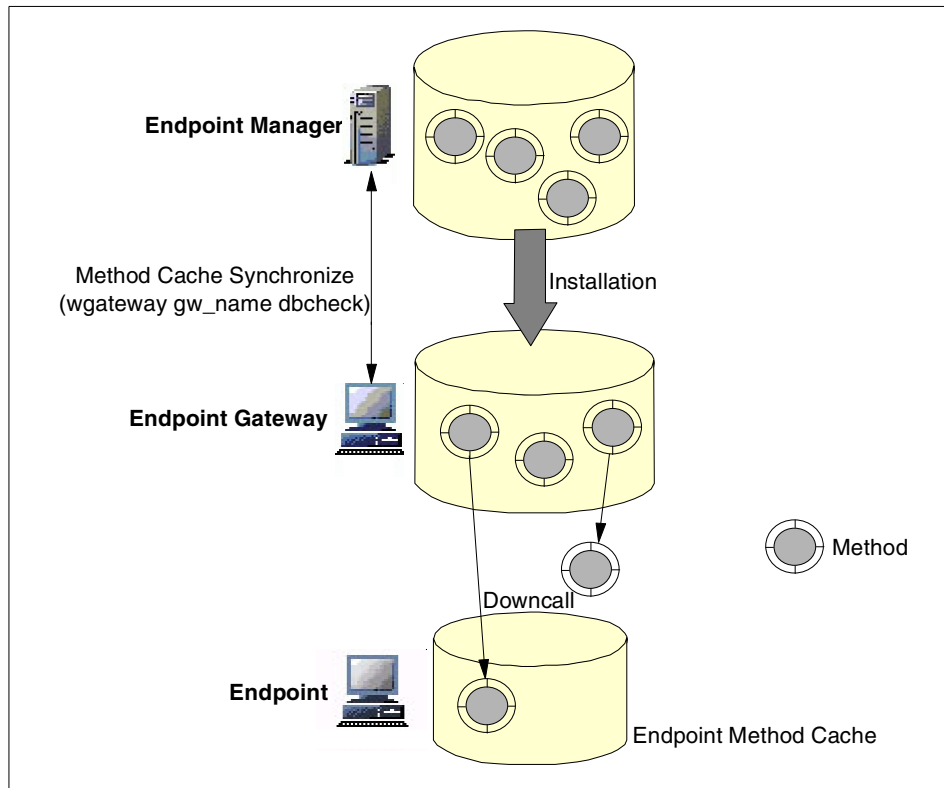 Endpoint Manager
Method Cache Synchronize
(wgateway gw_name dbcheck)
Installation
Endpoint Gateway
Method
Downcall
Endpoint
Endpoint Method Cache